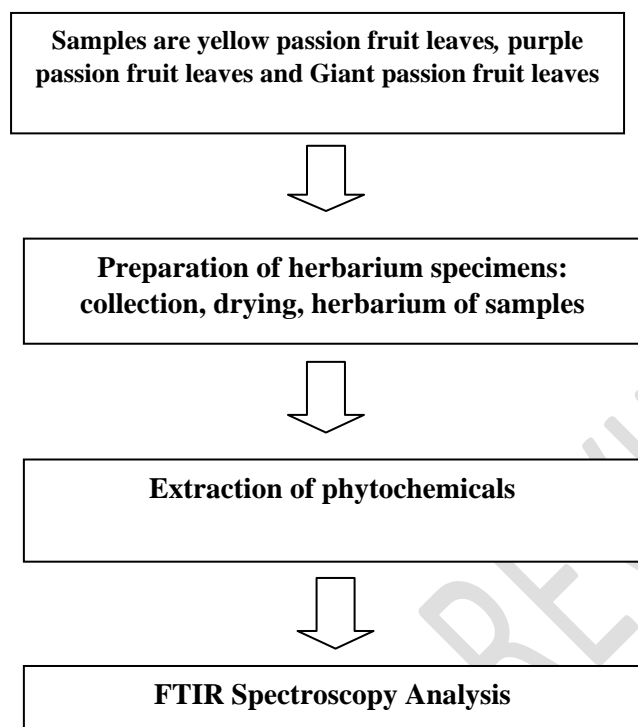 Samples are yellow passion fruit leaves, purple
passion fruit leaves and Giant passion fruit leaves
Preparation of herbarium specimens:
collection, drying, herbarium of samples
Extraction of phytochemicals
FTIR Spectroscopy Analysis